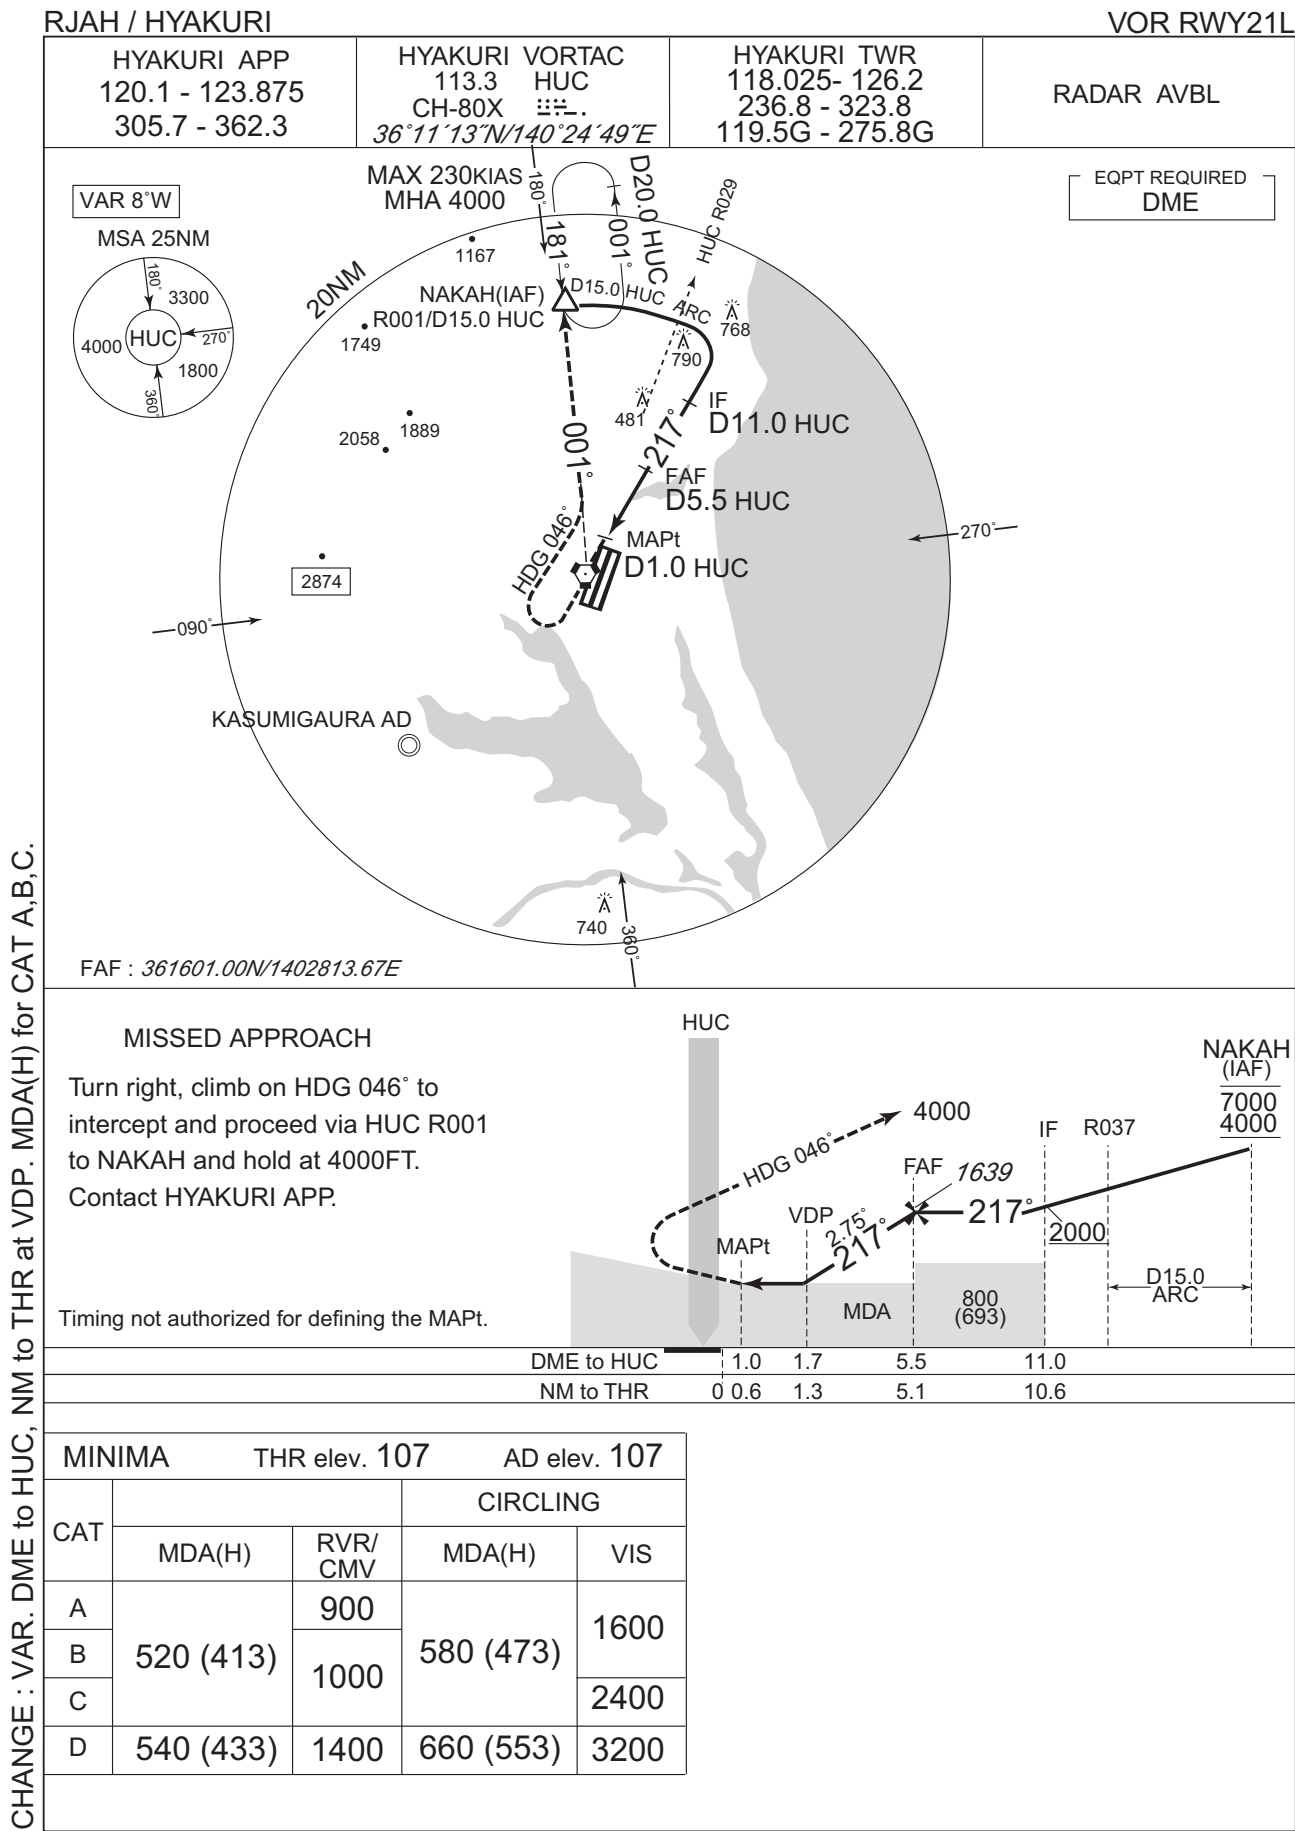 RJAH / HYAKURI
VOR RWY21L
HYAKURI APP
120.1 - 123.875
305.7 - 362.3
HYAKURI VORTAC
113.3 HUC
CH-80X
36°11´13˝N/140°24´49˝E
HYAKURI TWR
118.025- 126.2
236.8 - 323.8
119.5G - 275.8G
RADAR AVBL
EQPT REQUIRED
DME
VAR 8°W
MSA 25NM
180°
3300
4000
HUC
270°
1800
360°
MAX 230KIAS
MHA 4000
180°
181°
001°
D20.0 HUC
HUC R029
1167
20NM
NAKAH(IAF)
R001/D15.0 HUC
D15.0 HUC ARC
768
790
1749
481
IF
D11.0 HUC
2058
1889
001°
217°
FAF
D5.5 HUC
HDG 046°
MAPt
D1.0 HUC
270°
2874
090°
KASUMIGAURA AD
740
360°
FAF : 361601.00N/1402813.67E
MISSED APPROACH
Turn right, climb on HDG 046° to
intercept and proceed via HUC R001
to NAKAH and hold at 4000FT.
Contact HYAKURI APP.
Timing not authorized for defining the MAPt.
HUC
NAKAH
(IAF)
7000
4000
4000
HDG 046°
IF
R037
FAF
1639
VDP
2.75°
217°
217°
2000
MAPt
MDA
800
(693)
D15.0
ARC
DME to HUC 1.0 1.7 5.5 11.0
NM to THR 0 0.6 1.3 5.1 10.6
MINIMA THR elev. 107 AD elev. 107
CAT
CIRCLING
MDA(H)
RVR/
CMV
MDA(H)
VIS
A
900
1600
B
520 (413)
1000
580 (473)
C
2400
D 540 (433) 1400 660 (553) 3200
CHANGE : VAR. DME to HUC, NM to THR at VDP. MDA(H) for CAT A,B,C.